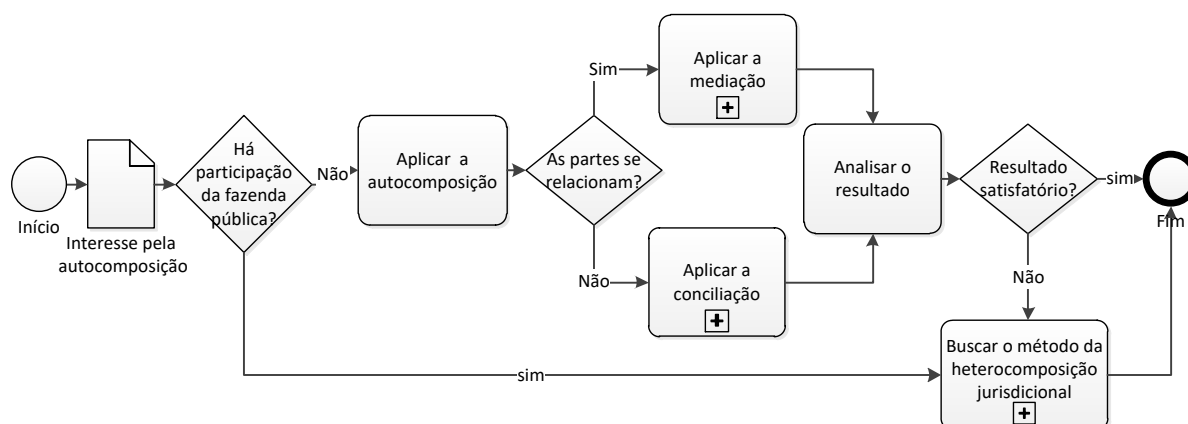 Início
Interesse pela
autocomposição
Há
participação
da fazenda
pública?
Não
Aplicar a
autocomposição
As partes se
relacionam?
Sim
Aplicar a
mediação
Não
Aplicar a
conciliação
Analisar o
resultado
Resultado
satisfatório?
sim
Fim
Não
Buscar o método da
heterocomposição
jurisdicional
sim